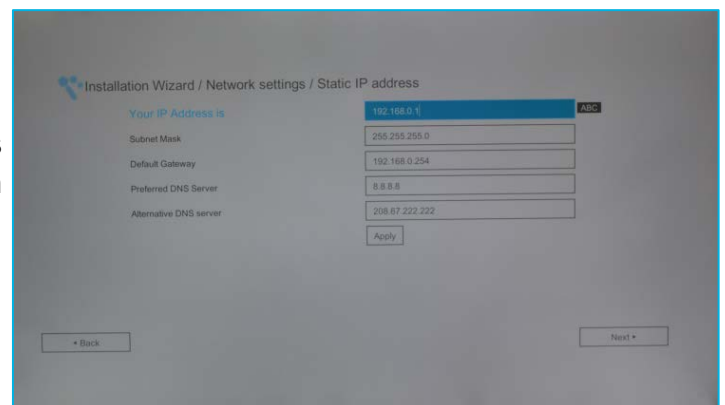 Installation Wizard / Network settings / Static IP address
Your IP Address is 192.168.0.1 ABC
Subnet Mask 255.255.255.0
Default Gateway 192.168.0.254
Preferred DNS Server 8.8.8.8
Alternative DNS server 208.67.222.222
Apply
◂ Back Next ▸